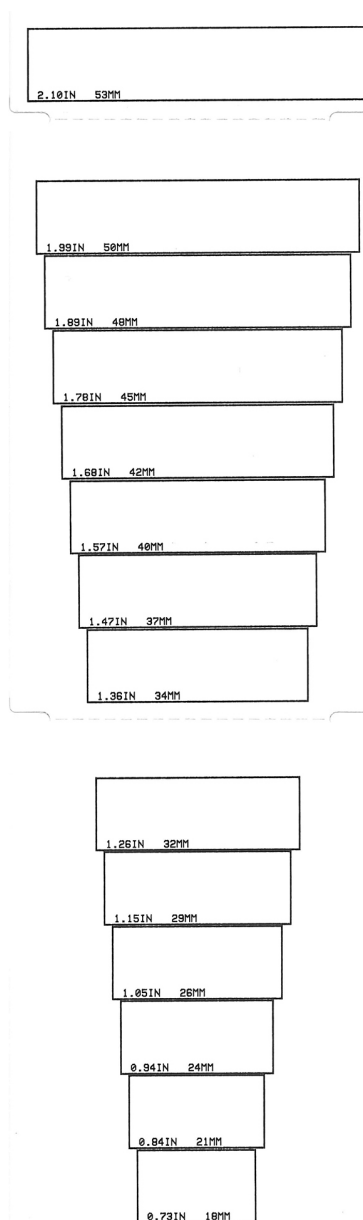 2.10IN 53MM
1.99IN 50MM
1.89IN 48MM
1.78IN 45MM
1.68IN 42MM
1.57IN 40MM
1.47IN 37MM
1.36IN 34MM
1.26IN 32MM
1.15IN 29MM
1.05IN 26MM
0.94IN 24MM
0.84IN 21MM
0.73IN 18MM